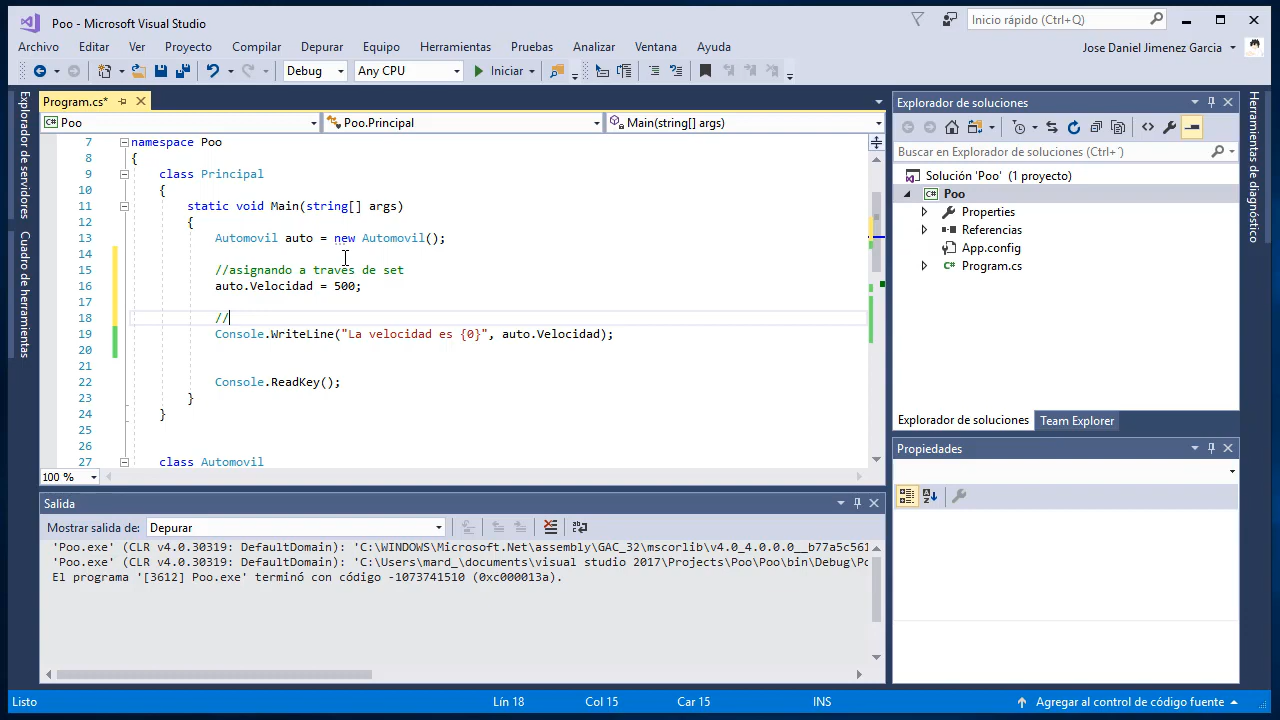 Poo - Microsoft Visual Studio
Inicio rápido (Ctrl+Q)
Archivo Editar Ver Proyecto Compilar Depurar Equipo Herramientas Pruebas Analizar Ventana Ayuda
Jose Daniel Jimenez Garcia
Debug Any CPU Iniciar
Explorador de servidores
Cuadro de herramientas
Program.cs*
Poo Poo.Principal Main(string[] args)
7 namespace Poo
8 {
9 class Principal
10 {
11 static void Main(string[] args)
12 {
13 Automovil auto = new Automovil();
14
15 //asignando a traves de set
16 auto.Velocidad = 500;
17
18 //
19 Console.WriteLine("La velocidad es {0}", auto.Velocidad);
20
21
22 Console.ReadKey();
23 }
24 }
25
26
27 class Automovil
100 %
Salida
Mostrar salida de: Depurar
'Poo.exe' (CLR v4.0.30319: DefaultDomain): 'C:\WINDOWS\Microsoft.Net\assembly\GAC_32\mscorlib\v4.0_4.0.0.0__b77a5c561
'Poo.exe' (CLR v4.0.30319: DefaultDomain): 'C:\Users\mard_\documents\visual studio 2017\Projects\Poo\Poo\bin\Debug\Po
El programa '[3612] Poo.exe' terminó con código -1073741510 (0xc000013a).
Explorador de soluciones
Buscar en Explorador de soluciones (Ctrl+´)
Solución 'Poo' (1 proyecto)
Poo
Properties
Referencias
App.config
Program.cs
Explorador de soluciones Team Explorer
Propiedades
Herramientas de diagnóstico
Listo Lín 18 Col 15 Car 15 INS Agregar al control de código fuente